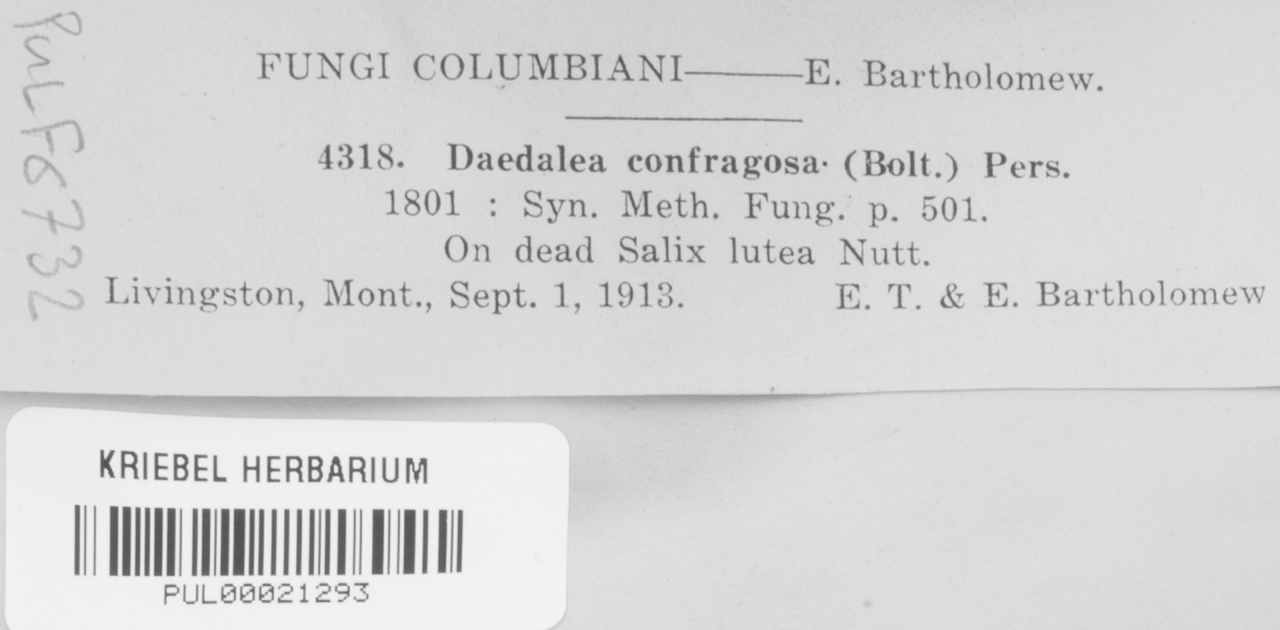 PUL F6732
FUNGI COLUMBIANI——E. Bartholomew.
4318. Daedalea confragosa· (Bolt.) Pers.
1801 : Syn. Meth. Fung. p. 501.
On dead Salix lutea Nutt.
Livingston, Mont., Sept. 1, 1913. E. T. & E. Bartholomew
KRIEBEL HERBARIUM
PUL00021293